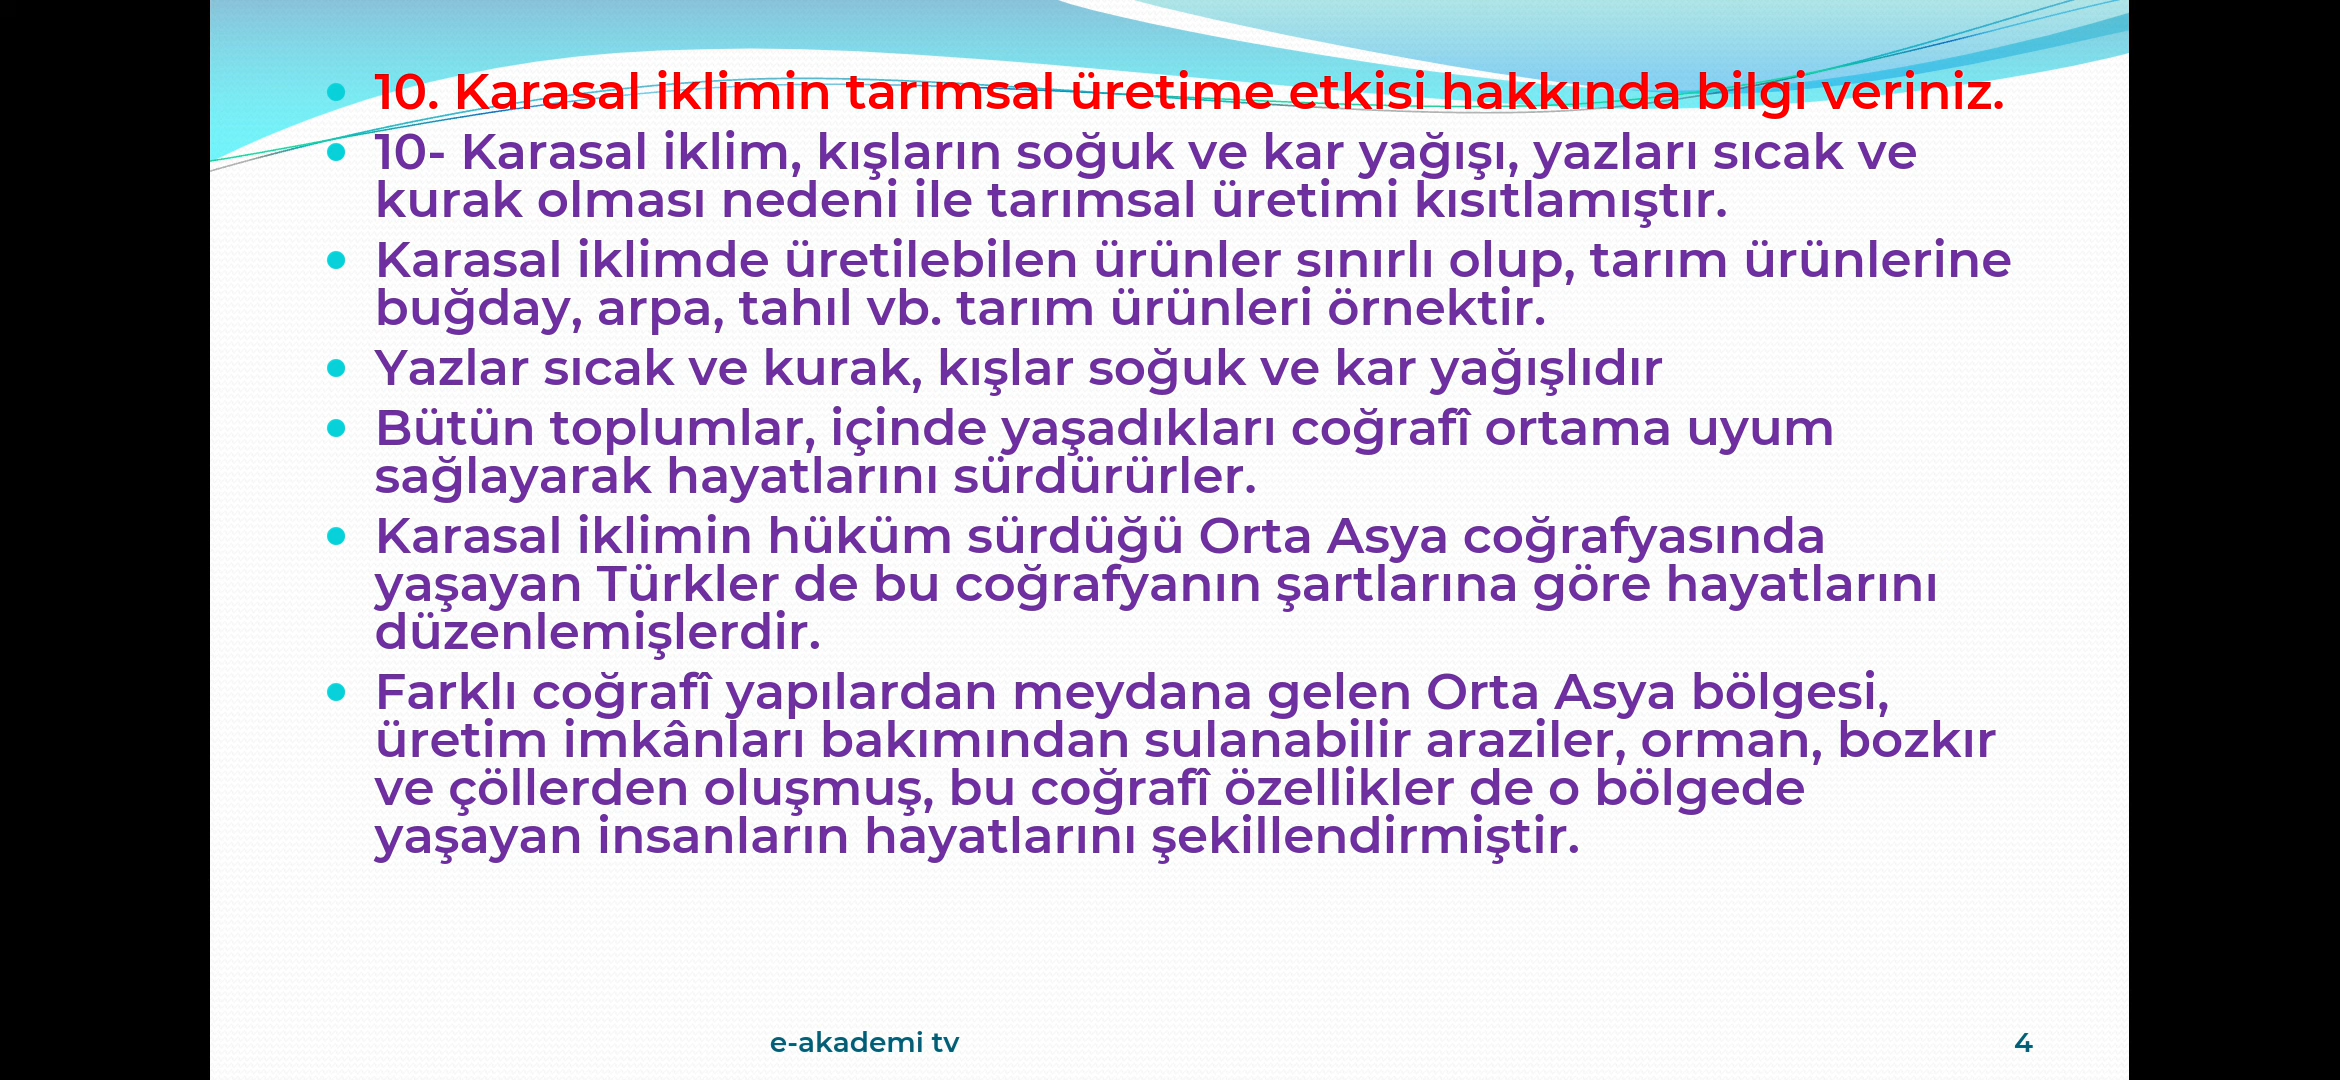 10. Karasal iklimin tarımsal üretime etkisi hakkında bilgi veriniz.
10- Karasal iklim, kışların soğuk ve kar yağışı, yazları sıcak ve
kurak olması nedeni ile tarımsal üretimi kısıtlamıştır.
Karasal iklimde üretilebilen ürünler sınırlı olup, tarım ürünlerine
buğday, arpa, tahıl vb. tarım ürünleri örnektir.
Yazlar sıcak ve kurak, kışlar soğuk ve kar yağışlıdır
Bütün toplumlar, içinde yaşadıkları coğrafî ortama uyum
sağlayarak hayatlarını sürdürürler.
Karasal iklimin hüküm sürdüğü Orta Asya coğrafyasında
yaşayan Türkler de bu coğrafyanın şartlarına göre hayatlarını
düzenlemişlerdir.
Farklı coğrafî yapılardan meydana gelen Orta Asya bölgesi,
üretim imkânları bakımından sulanabilir araziler, orman, bozkır
ve çöllerden oluşmuş, bu coğrafî özellikler de o bölgede
yaşayan insanların hayatlarını şekillendirmiştir.
e-akademi tv
4